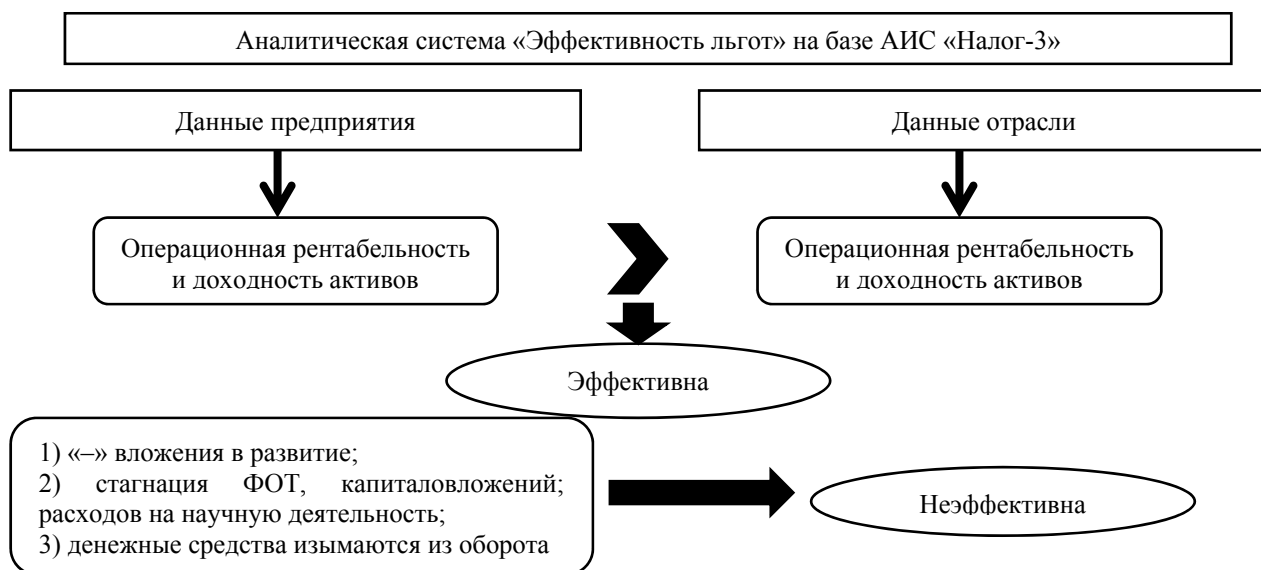 Аналитическая система «Эффективность льгот» на базе АИС «Налог-3»
Данные предприятия
Данные отрасли
Операционная рентабельность
и доходность активов
Операционная рентабельность
и доходность активов
Эффективна
1) «–» вложения в развитие;
2) стагнация ФОТ, капиталовложений;
расходов на научную деятельность;
3) денежные средства изымаются из оборота
Неэффективна